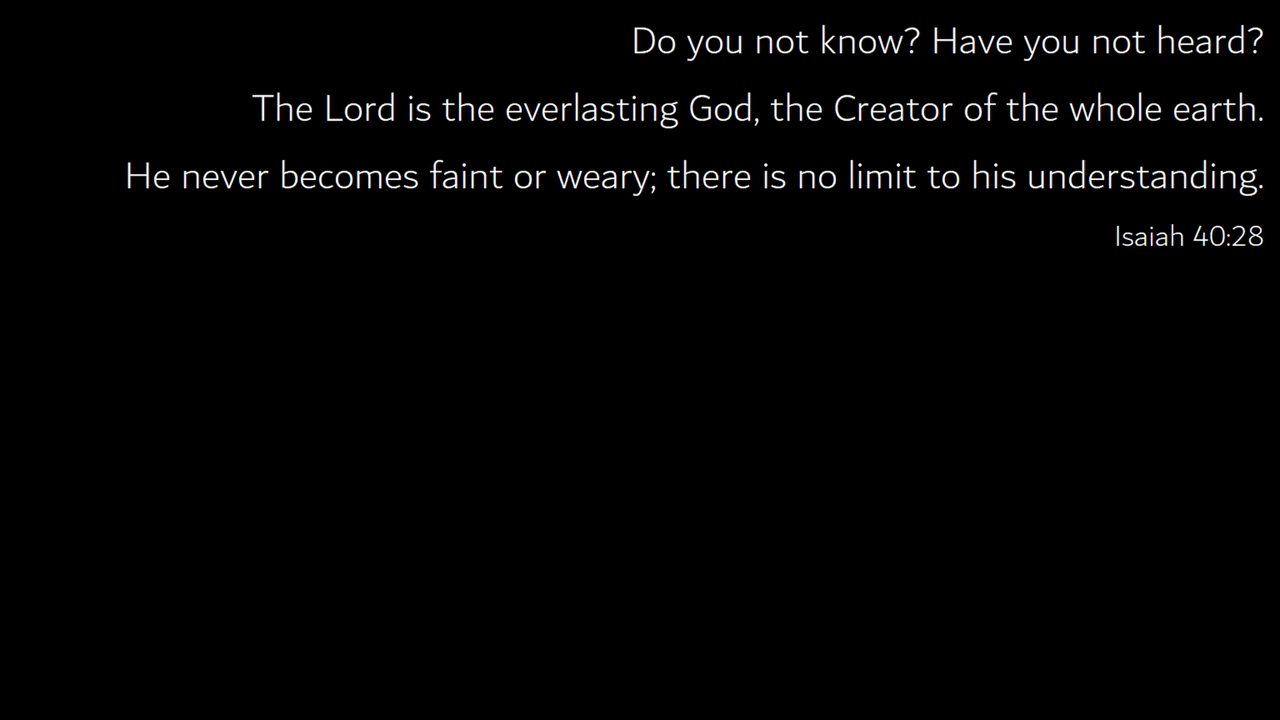 Do you not know? Have you not heard?
The Lord is the everlasting God, the Creator of the whole earth.
He never becomes faint or weary; there is no limit to his understanding.
Isaiah 40:28